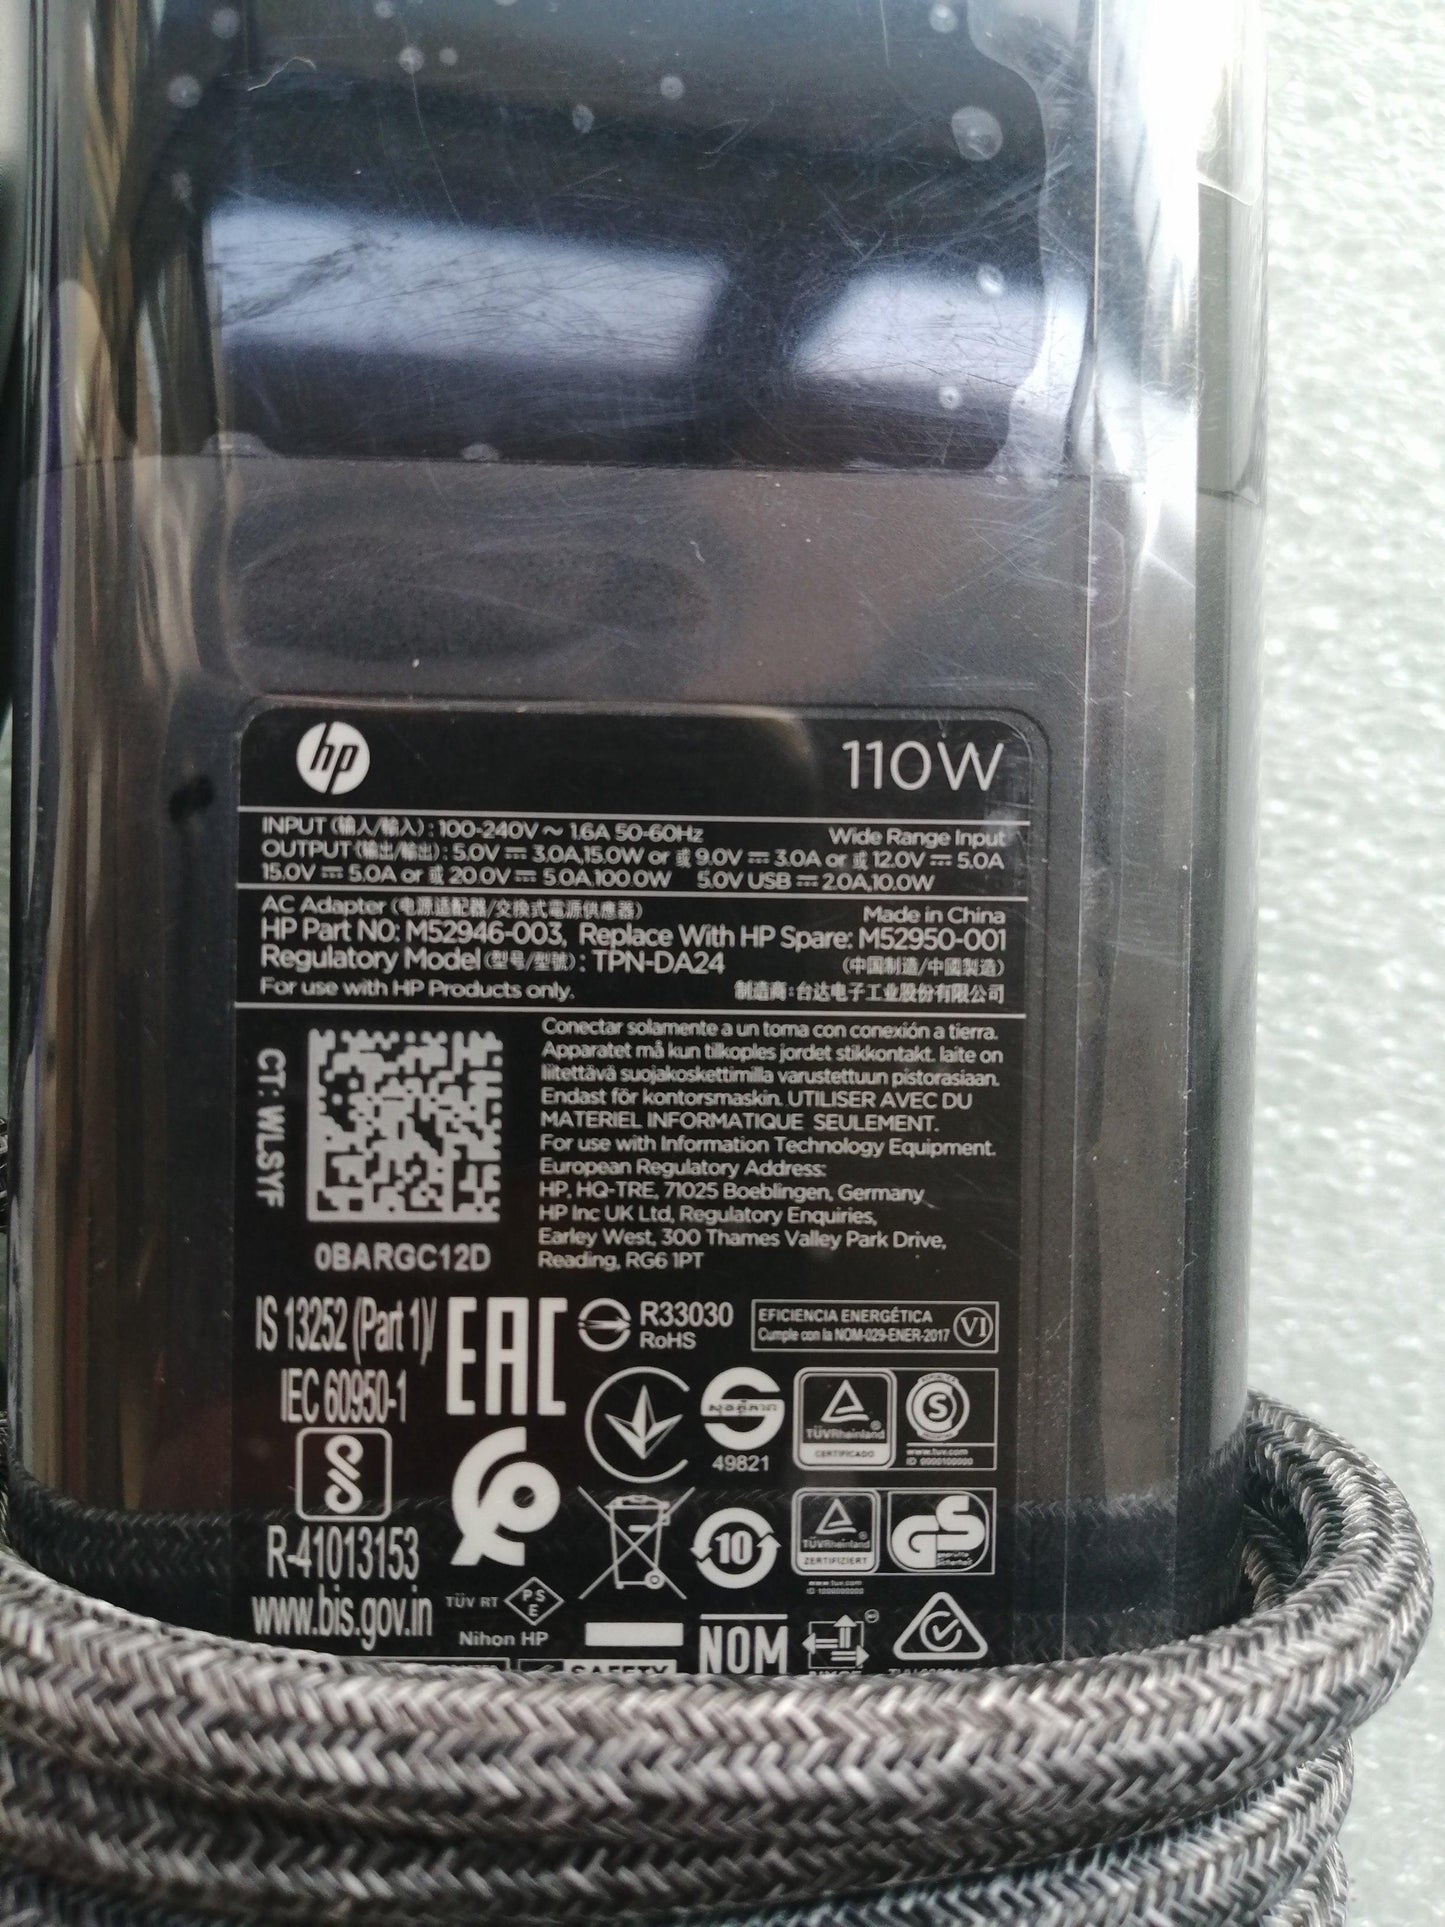 hp
110W
INPUT (输入/輸入) : 100-240V ~ 1.6A 50-60Hz Wide Range Input
OUTPUT (输出/輸出) : 5.0V ⎓ 3.0A,15.0W or 或 9.0V ⎓ 3.0A or 或 12.0V ⎓ 5.0A
15.0V ⎓ 5.0A or 或 20.0V ⎓ 5.0A,100.0W 5.0V USB ⎓ 2.0A,10.0W
AC Adapter (电源适配器/交換式電源供應器) Made in China
HP Part N0: M52946-003, Replace With HP Spare: M52950-001
Regulatory Model (型号/型號) : TPN-DA24 (中国制造/中國製造)
For use with HP Products only. 制造商:台达电子工业股份有限公司
CT: WLSYF
0BARGC12D
Conectar solamente a un toma con conexión a tierra.
Apparatet må kun tilkoples jordet stikkontakt. laite on
liitettävä suojakoskettimilla varustettuun pistorasiaan.
Endast för kontorsmaskin. UTILISER AVEC DU
MATERIEL INFORMATIQUE SEULEMENT.
For use with Information Technology Equipment.
European Regulatory Address:
HP, HQ-TRE, 71025 Boeblingen, Germany
HP Inc UK Ltd, Regulatory Enquiries,
Earley West, 300 Thames Valley Park Drive,
Reading, RG6 1PT
IS 13252 (Part 1)/
IEC 60950-1
R-41013153
www.bis.gov.in
EAC
R33030
RoHS
EFICIENCIA ENERGÉTICA
Cumple con la NOM-029-ENER-2017
VI
49821
TÜVRheinland
CERTIFICADO
S
www.tuv.com
10
TÜVRheinland
ZERTIFIZIERT
GS
geprüfte
Sicherheit
www.tuv.com
TÜV RT
PS
E
Nihon HP
SAFETY
NOM